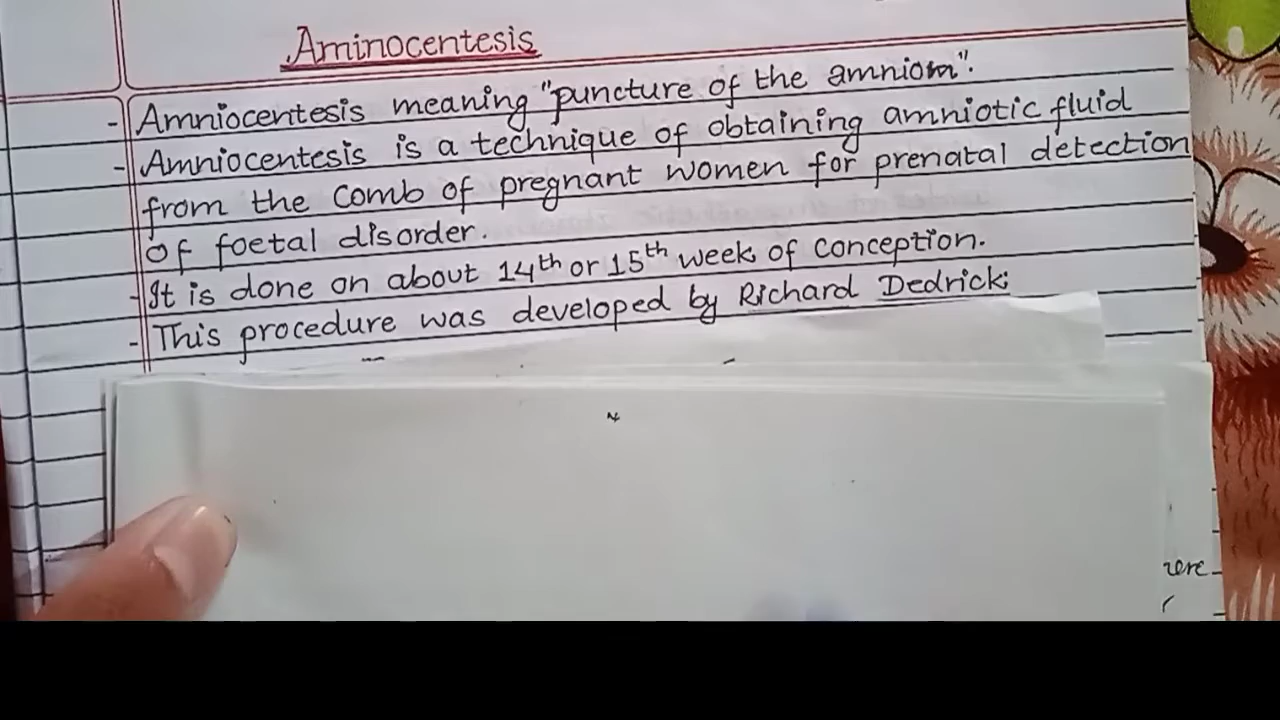 Aminocentesis
- Amniocentesis meaning "puncture of the amniom".
- Amniocentesis is a technique of obtaining amniotic fluid
from the comb of pregnant women for prenatal detection
of foetal disorder.
- It is done on about 14th or 15th week of conception.
- This procedure was developed by Richard Dedrick: